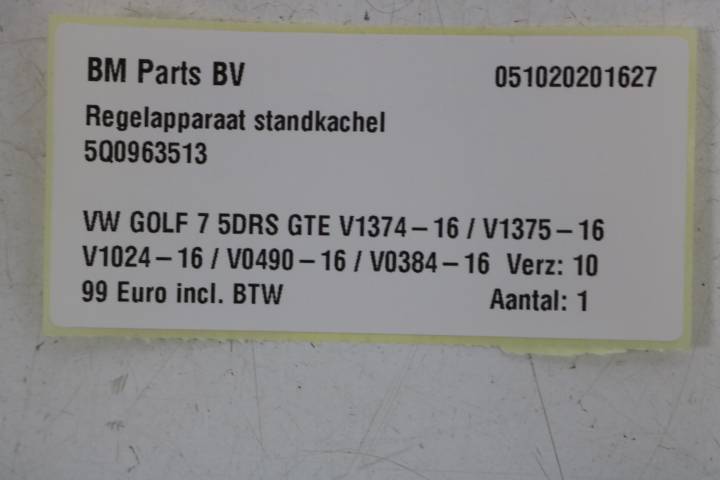 BM Parts BV 051020201627
Regelapparaat standkachel
5Q0963513
VW GOLF 7 5DRS GTE V1374-16 / V1375-16
V1024-16 / V0490-16 / V0384-16 Verz: 10
99 Euro incl. BTW Aantal: 1